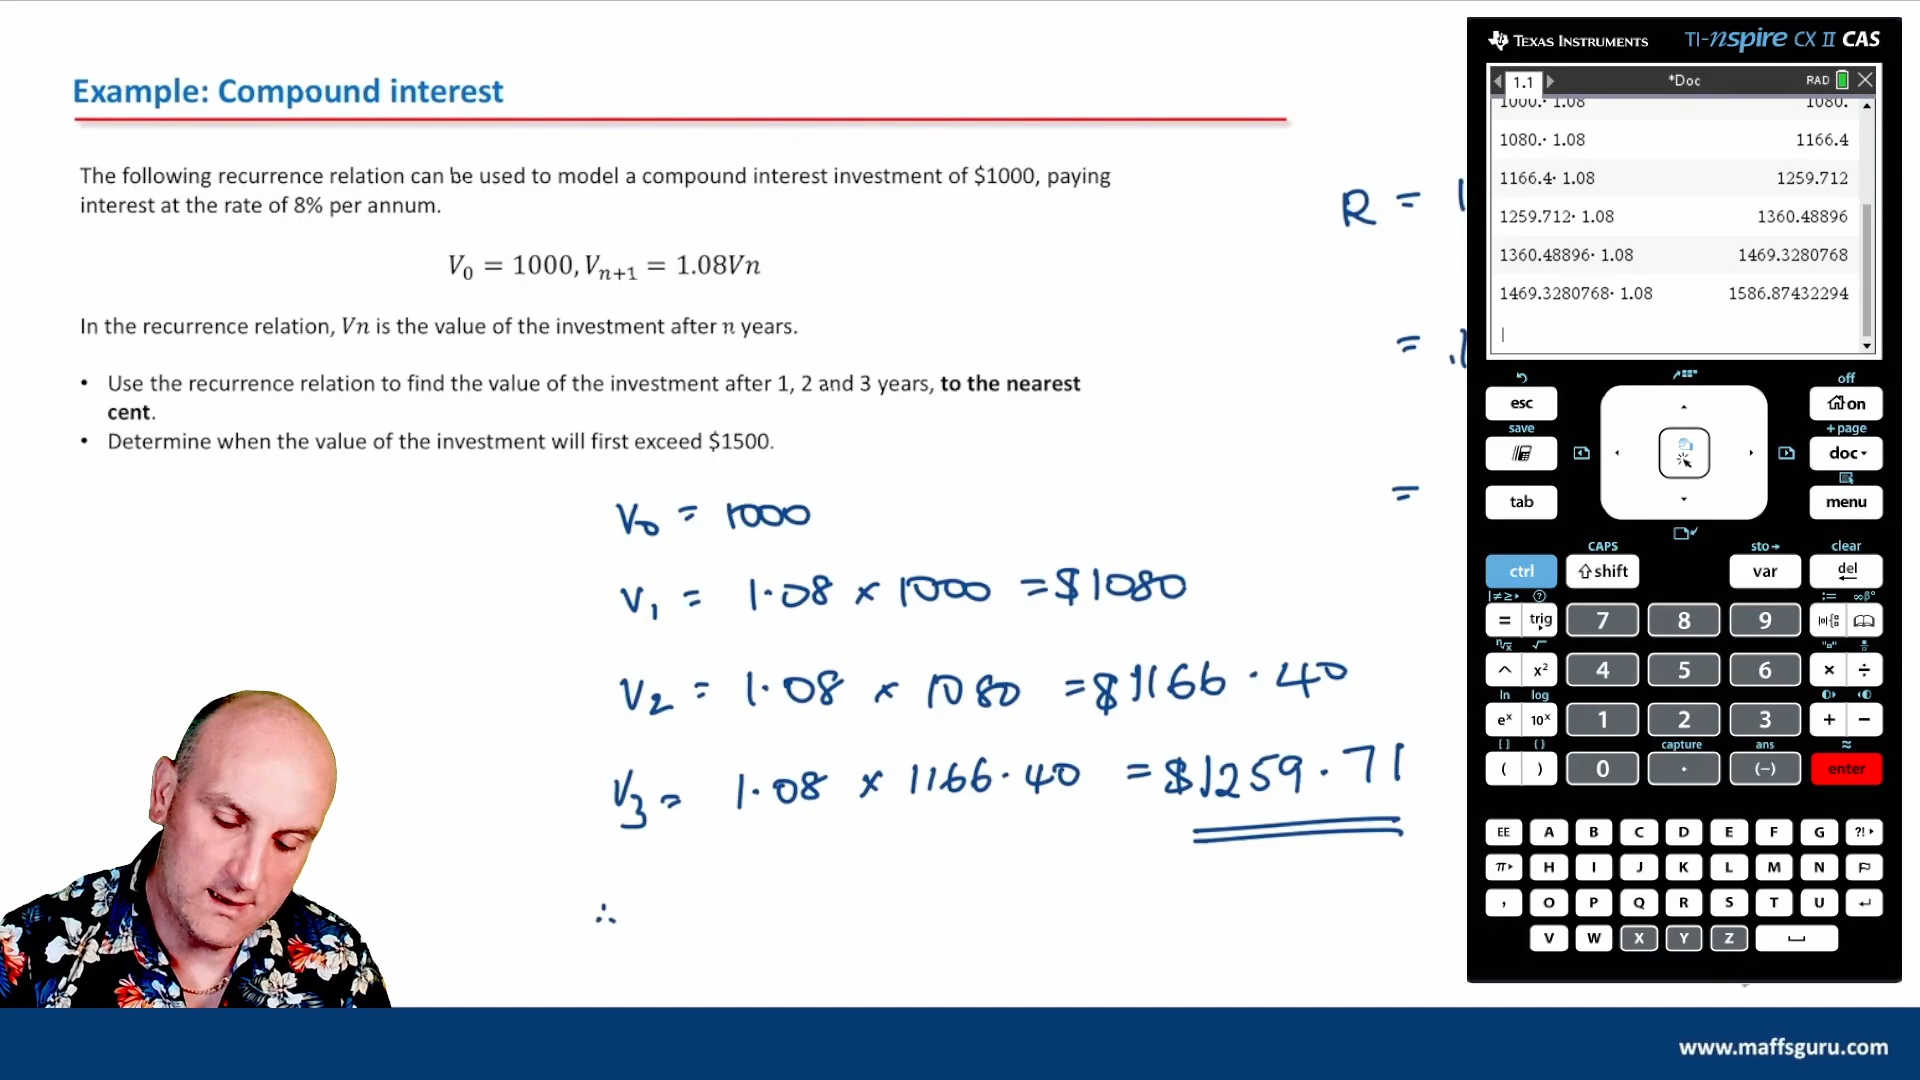 Example: Compound interest
The following recurrence relation can be used to model a compound interest investment of $1000, paying
interest at the rate of 8% per annum.
V₀ = 1000, Vₙ₊₁ = 1.08Vn
In the recurrence relation, Vn is the value of the investment after n years.
• Use the recurrence relation to find the value of the investment after 1, 2 and 3 years, to the nearest
cent.
• Determine when the value of the investment will first exceed $1500.
V₀ = 1000
V₁ = 1.08 × 1000 = $1080
V₂ = 1.08 × 1080 = $1166.40
V₃ = 1.08 × 1166.40 = $1259.71
∴
R = 1
= .
=
TEXAS INSTRUMENTS TI-nspire CX II CAS
1.1 *Doc RAD
1000.·1.08 1080.
1080.·1.08 1166.4
1166.4·1.08 1259.712
1259.712·1.08 1360.48896
1360.48896·1.08 1469.3280768
1469.3280768·1.08 1586.87432294
off
esc on
save +page
doc
tab menu
CAPS sto→ clear
ctrl shift var del
= trig 7 8 9
^ x² 4 5 6 × ÷
ln log
eˣ 10ˣ 1 2 3 + −
[] {} capture ans ≈
( ) 0 . (−) enter
EE A B C D E F G ?!
π H I J K L M N
, O P Q R S T U
V W X Y Z
www.maffsguru.com